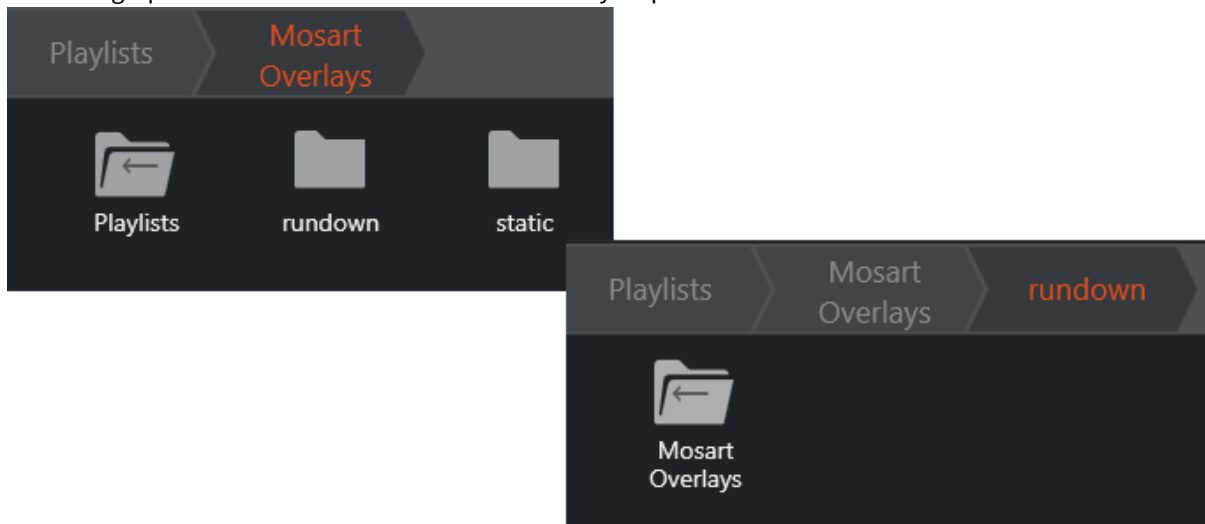 Playlists
Mosart
Overlays
Playlists
rundown
static
Playlists
Mosart
Overlays
rundown
Mosart
Overlays